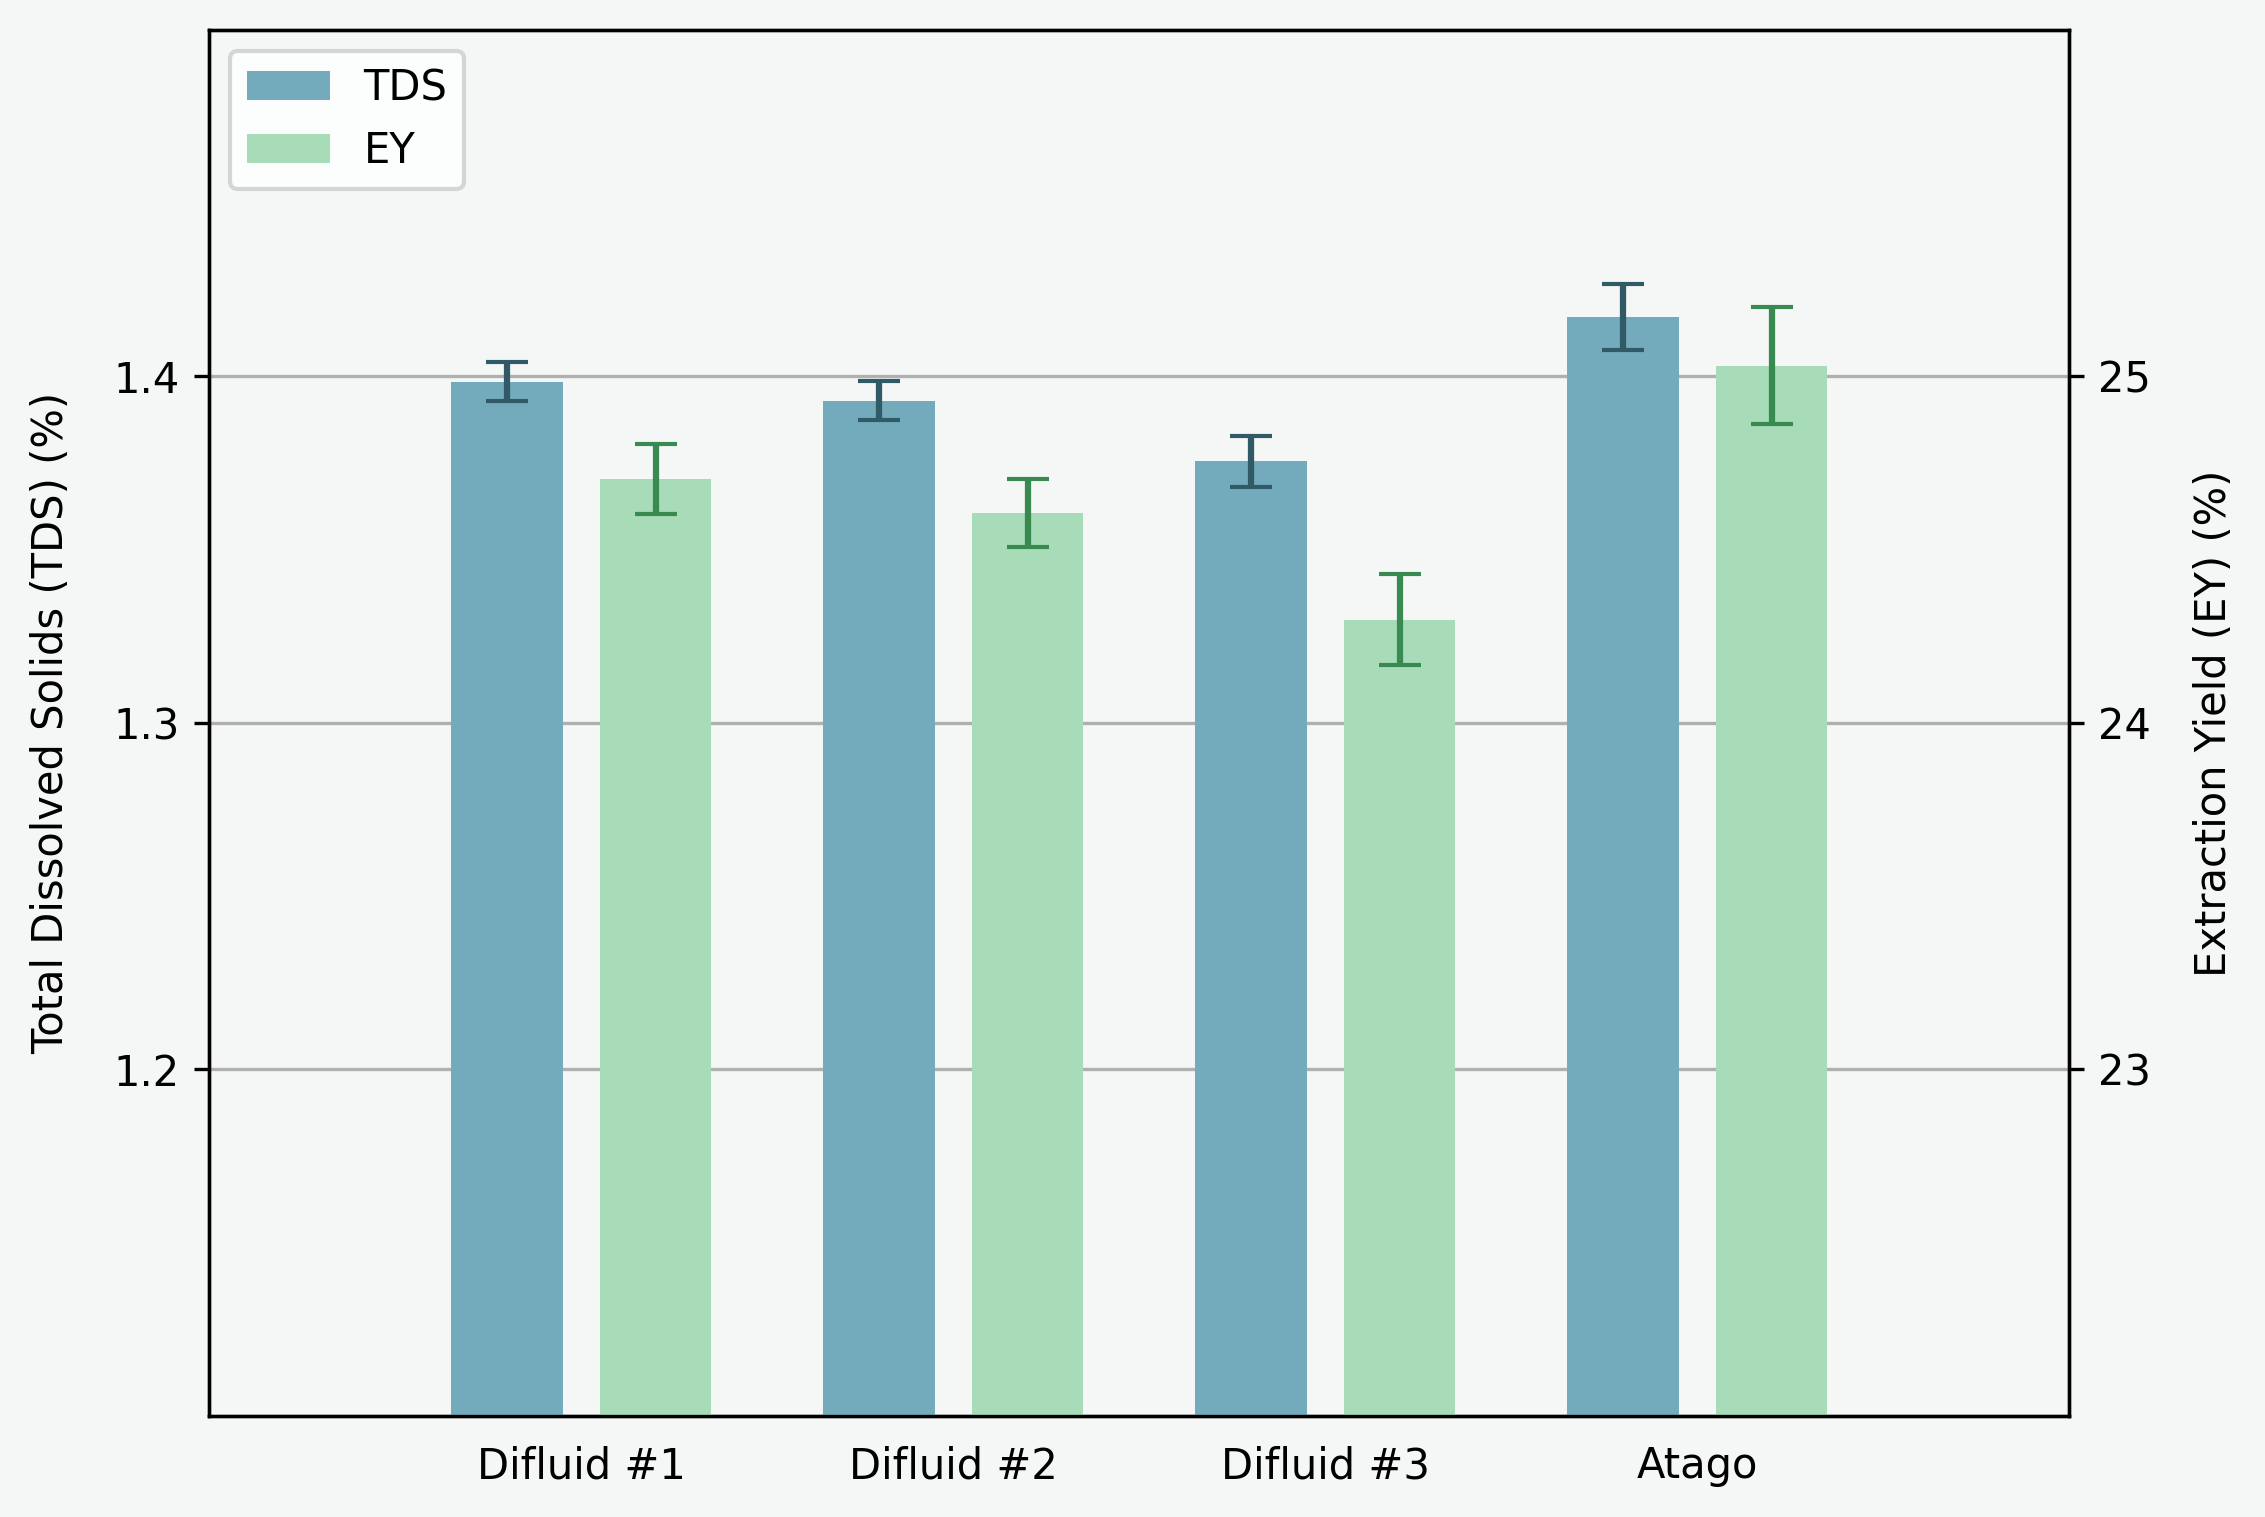 TDS
EY
Total Dissolved Solids (TDS) (%)
1.4
1.3
1.2
25
24
23
Extraction Yield (EY) (%)
Difluid #1
Difluid #2
Difluid #3
Atago